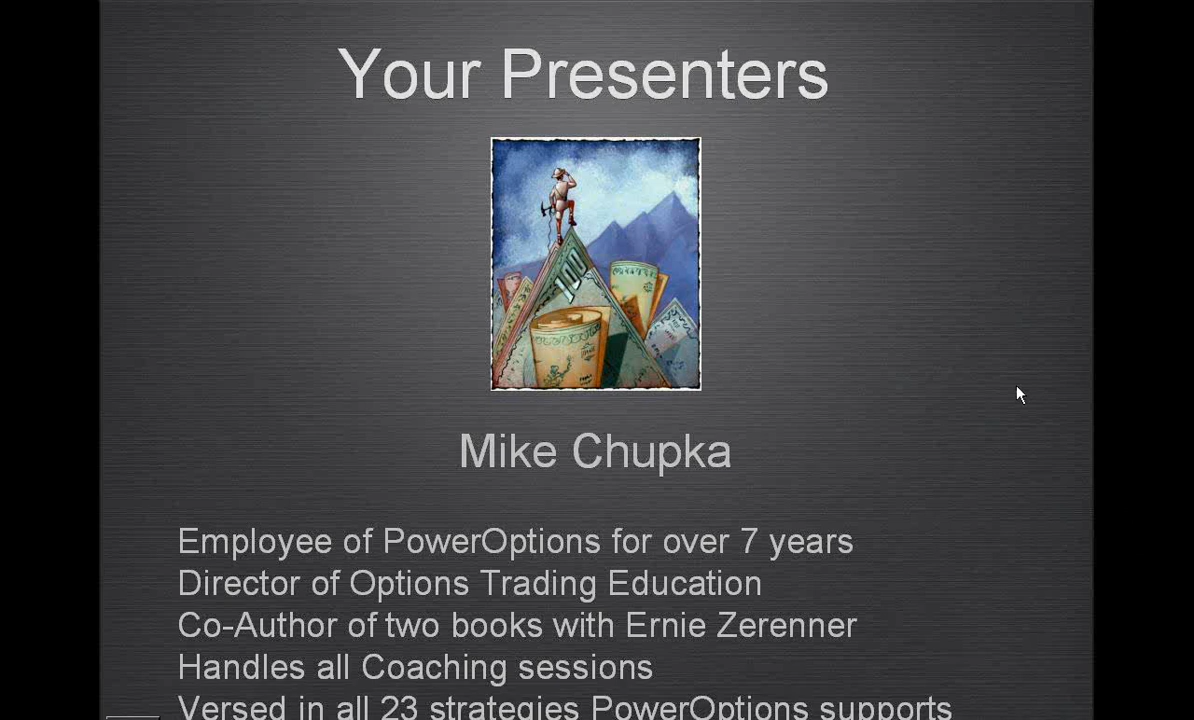 Your Presenters
100
Mike Chupka
Employee of PowerOptions for over 7 years
Director of Options Trading Education
Co-Author of two books with Ernie Zerenner
Handles all Coaching sessions
Versed in all 23 strategies PowerOptions supports